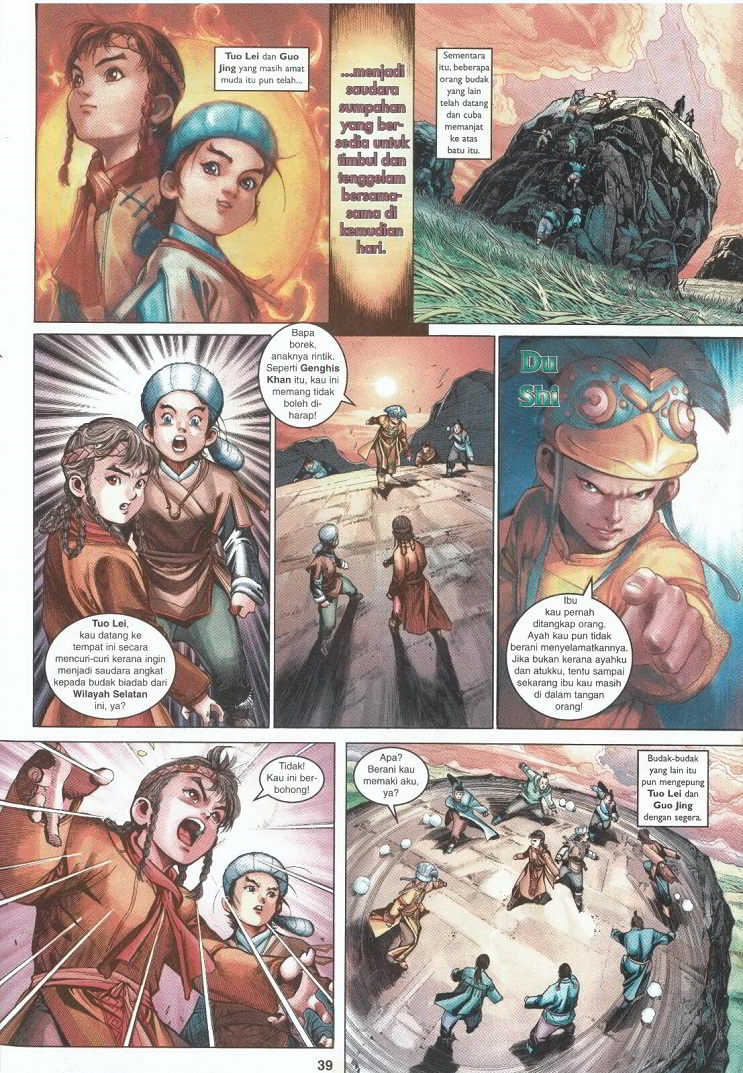 Tuo Lei dan Guo
Jing yang masih amat
muda itu pun telah...
...menjadi
saudara
sumpahan
yang ber-
sedia untuk
timbul dan
tenggelam
bersama-
sama di
kemudian
hari.
Sementara
itu, beberapa
orang budak
yang lain
telah datang
dan cuba
memanjat
ke atas
batu itu.
Tuo Lei,
kau datang ke
tempat ini secara
mencuri-curi kerana ingin
menjadi saudara angkat
kepada budak biadab dari
Wilayah Selatan
ini, ya?
Bapa
borek,
anaknya rintik.
Seperti Genghis
Khan itu, kau ini
memang tidak
boleh di-
harap!
Du
Shi
Ibu
kau pernah
ditangkap orang.
Ayah kau pun tidak
berani menyelamatkannya.
Jika bukan kerana ayahku
dan atukku, tentu sampai
sekarang ibu kau masih
di dalam tangan
orang!
Tidak!
Kau ini ber-
bohong!
Apa?
Berani kau
memaki aku,
ya?
Budak-budak
yang lain itu
pun mengepung
Tuo Lei dan
Guo Jing
dengan segera.
39